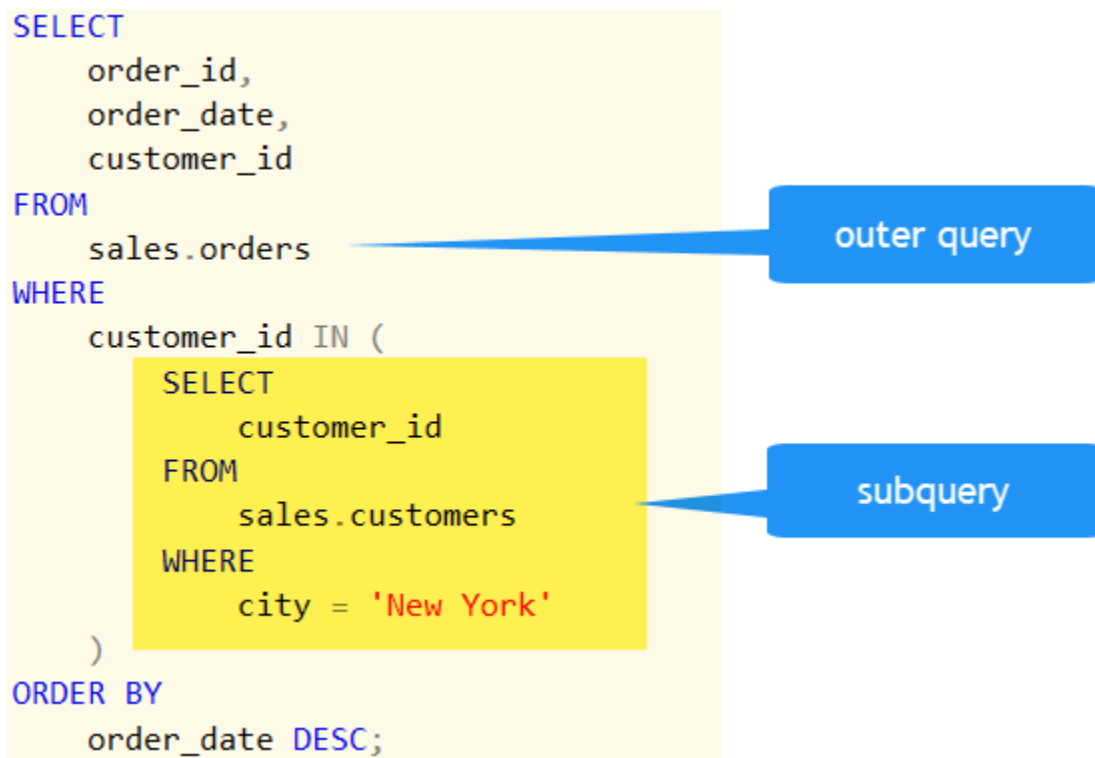 SELECT
order_id,
order_date,
customer_id
FROM
sales.orders
outer query
WHERE
customer_id IN (
SELECT
customer_id
FROM
sales.customers
subquery
WHERE
city = 'New York'
)
ORDER BY
order_date DESC;